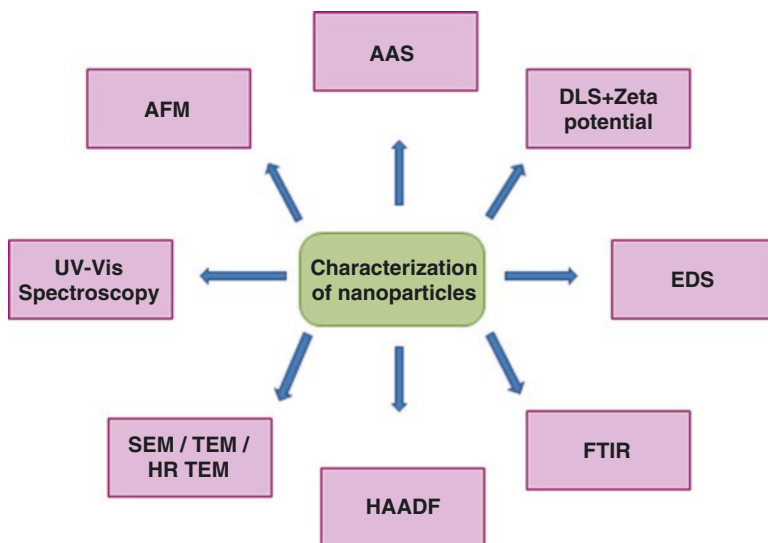 AAS
AFM
DLS+Zeta
potential
UV-Vis
Spectroscopy
Characterization
of nanoparticles
EDS
SEM / TEM /
HR TEM
FTIR
HAADF